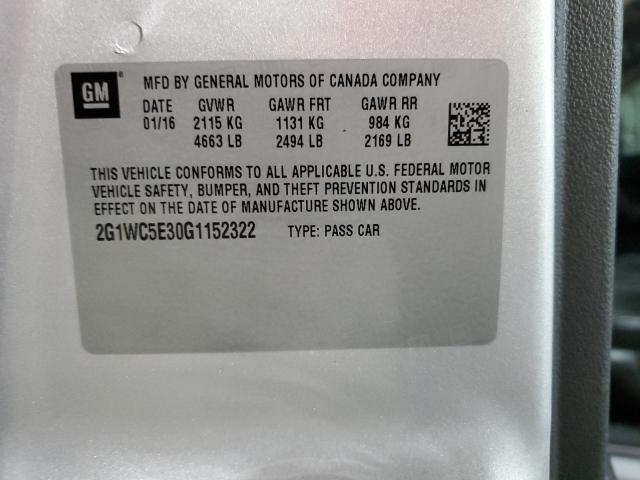 GM ® MFD BY GENERAL MOTORS OF CANADA COMPANY
DATE GVWR GAWR FRT GAWR RR
01/16 2115 KG 1131 KG 984 KG
4663 LB 2494 LB 2169 LB
THIS VEHICLE CONFORMS TO ALL APPLICABLE U.S. FEDERAL MOTOR
VEHICLE SAFETY, BUMPER, AND THEFT PREVENTION STANDARDS IN
EFFECT ON THE DATE OF MANUFACTURE SHOWN ABOVE.
2G1WC5E30G1152322 TYPE: PASS CAR